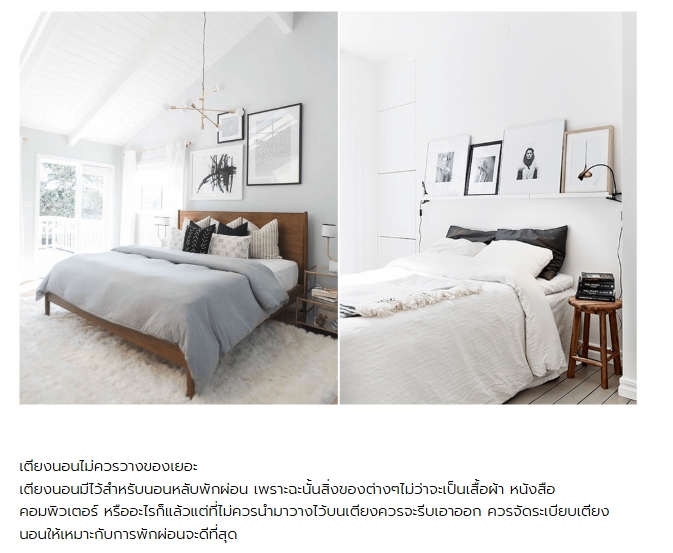 เตียงนอนไม่ควรวางของเยอะ
เตียงนอนมีไว้สำหรับนอนหลับพักผ่อน เพราะฉะนั้นสิ่งของต่างๆไม่ว่าจะเป็นเสื้อผ้า หนังสือ
คอมพิวเตอร์ หรืออะไรก็แล้วแต่ที่ไม่ควรนำมาวางไว้บนเตียงควรจะรีบเอาออก ควรจัดระเบียบเตียง
นอนให้เหมาะกับการพักผ่อนจะดีที่สุด